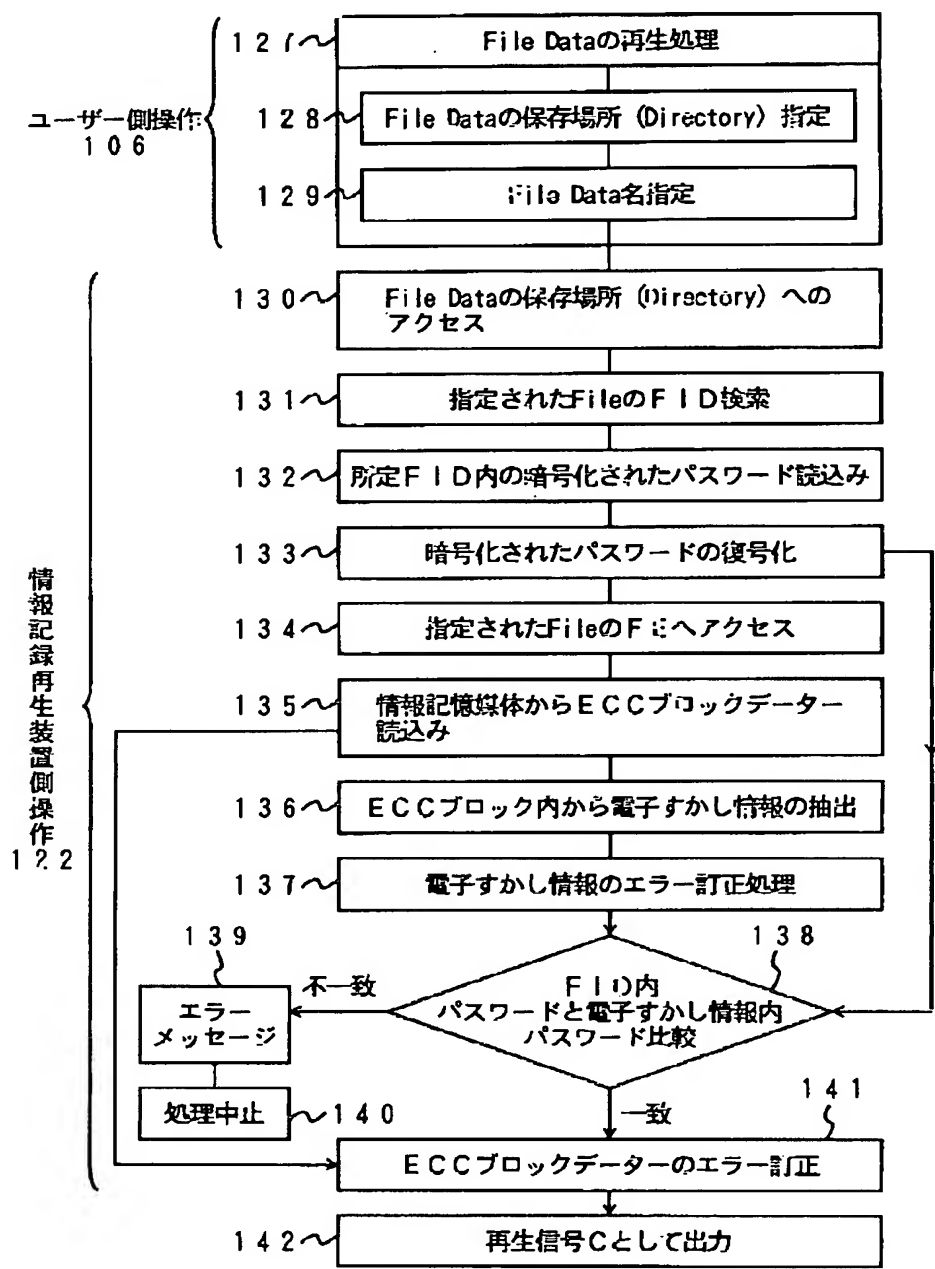 127
File Dataの再生処理
ユーザー側操作
106
128
File Dataの保存場所 (Directory) 指定
129
File Data名指定
130
File Dataの保存場所 (Directory) への
アクセス
131
指定されたFileのFID検索
132
所定FID内の暗号化されたパスワード読込み
133
暗号化されたパスワードの復号化
134
指定されたFileのFEへアクセス
情報記録再生装置側操作
122
135
情報記憶媒体からECCブロックデーター
読込み
136
ECCブロック内から電子すかし情報の抽出
137
電子すかし情報のエラー訂正処理
138
FID内
パスワードと電子すかし情報内
パスワード比較
不一致
139
エラー
メッセージ
処理中止
140
一致
141
ECCブロックデーターのエラー訂正
142
再生信号Cとして出力